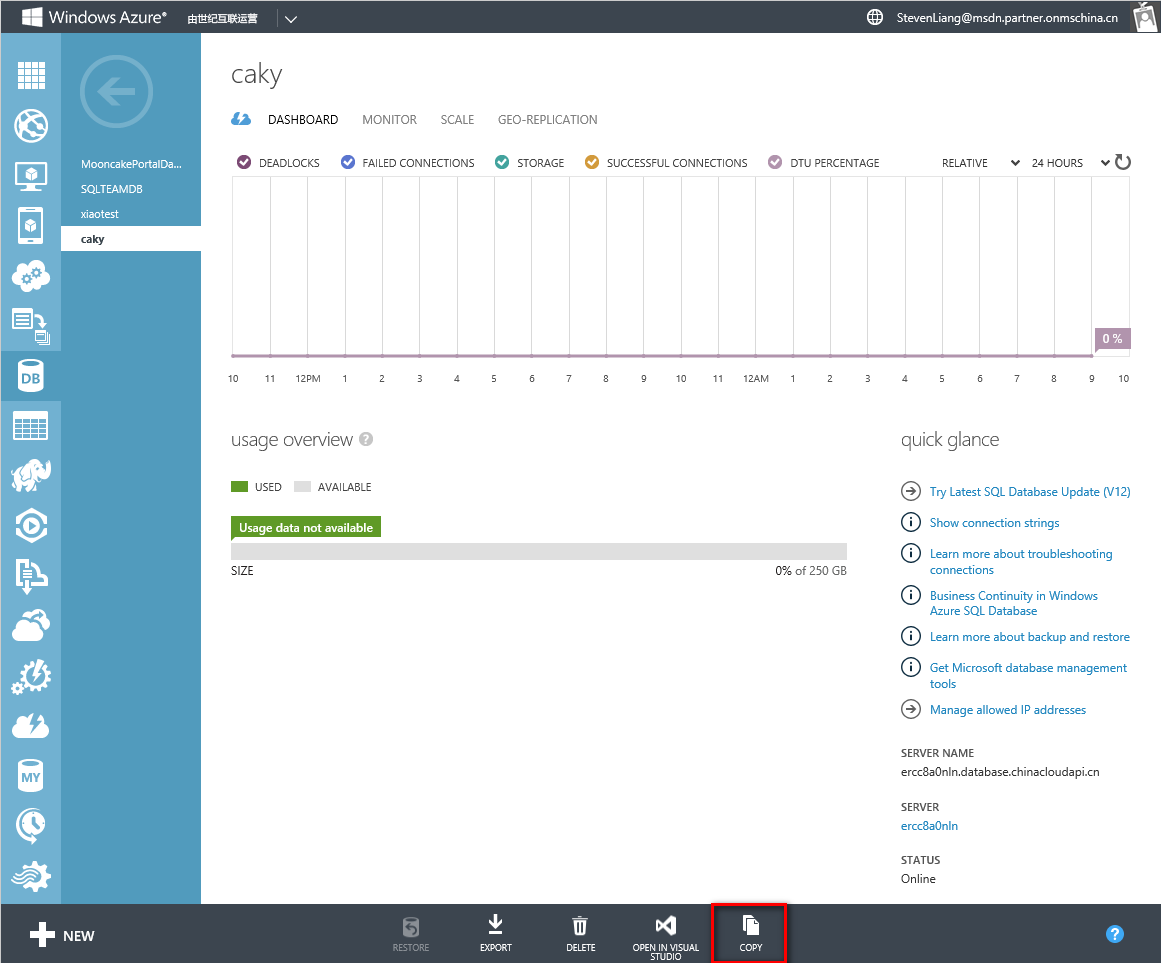 Windows Azure® 由世纪互联运营 StevenLiang@msdn.partner.onmschina.cn
MooncakePortalDa...
SQLTEAMDB
xiaotest
caky
DB
MY
caky
DASHBOARD MONITOR SCALE GEO-REPLICATION
DEADLOCKS FAILED CONNECTIONS STORAGE SUCCESSFUL CONNECTIONS DTU PERCENTAGE RELATIVE 24 HOURS
0 %
10 11 12PM 1 2 3 4 5 6 7 8 9 10 11 12AM 1 2 3 4 5 6 7 8 9 10
usage overview ?
USED AVAILABLE
Usage data not available
SIZE 0% of 250 GB
quick glance
Try Latest SQL Database Update (V12)
Show connection strings
Learn more about troubleshooting
connections
Business Continuity in Windows
Azure SQL Database
Learn more about backup and restore
Get Microsoft database management
tools
Manage allowed IP addresses
SERVER NAME
ercc8a0nln.database.chinacloudapi.cn
SERVER
ercc8a0nln
STATUS
Online
NEW RESTORE EXPORT DELETE OPEN IN VISUAL
STUDIO
COPY ?